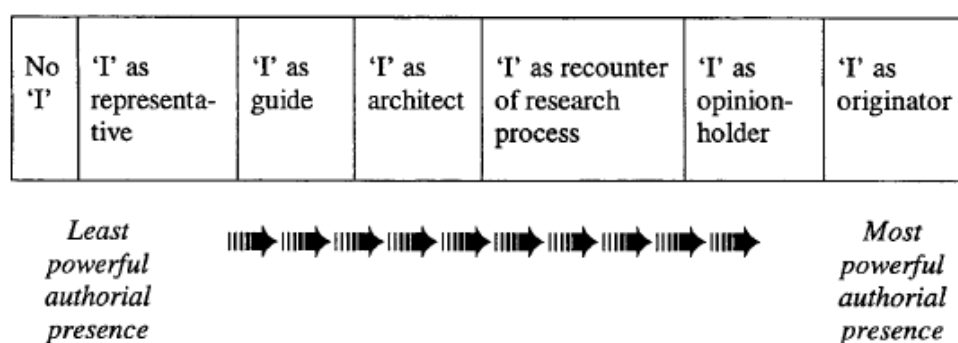 No
‘I’
‘I’ as
representa-
tive
‘I’ as
guide
‘I’ as
architect
‘I’ as recounter
of research
process
‘I’ as
opinion-
holder
‘I’ as
originator
Least
powerful
authorial
presence
Most
powerful
authorial
presence